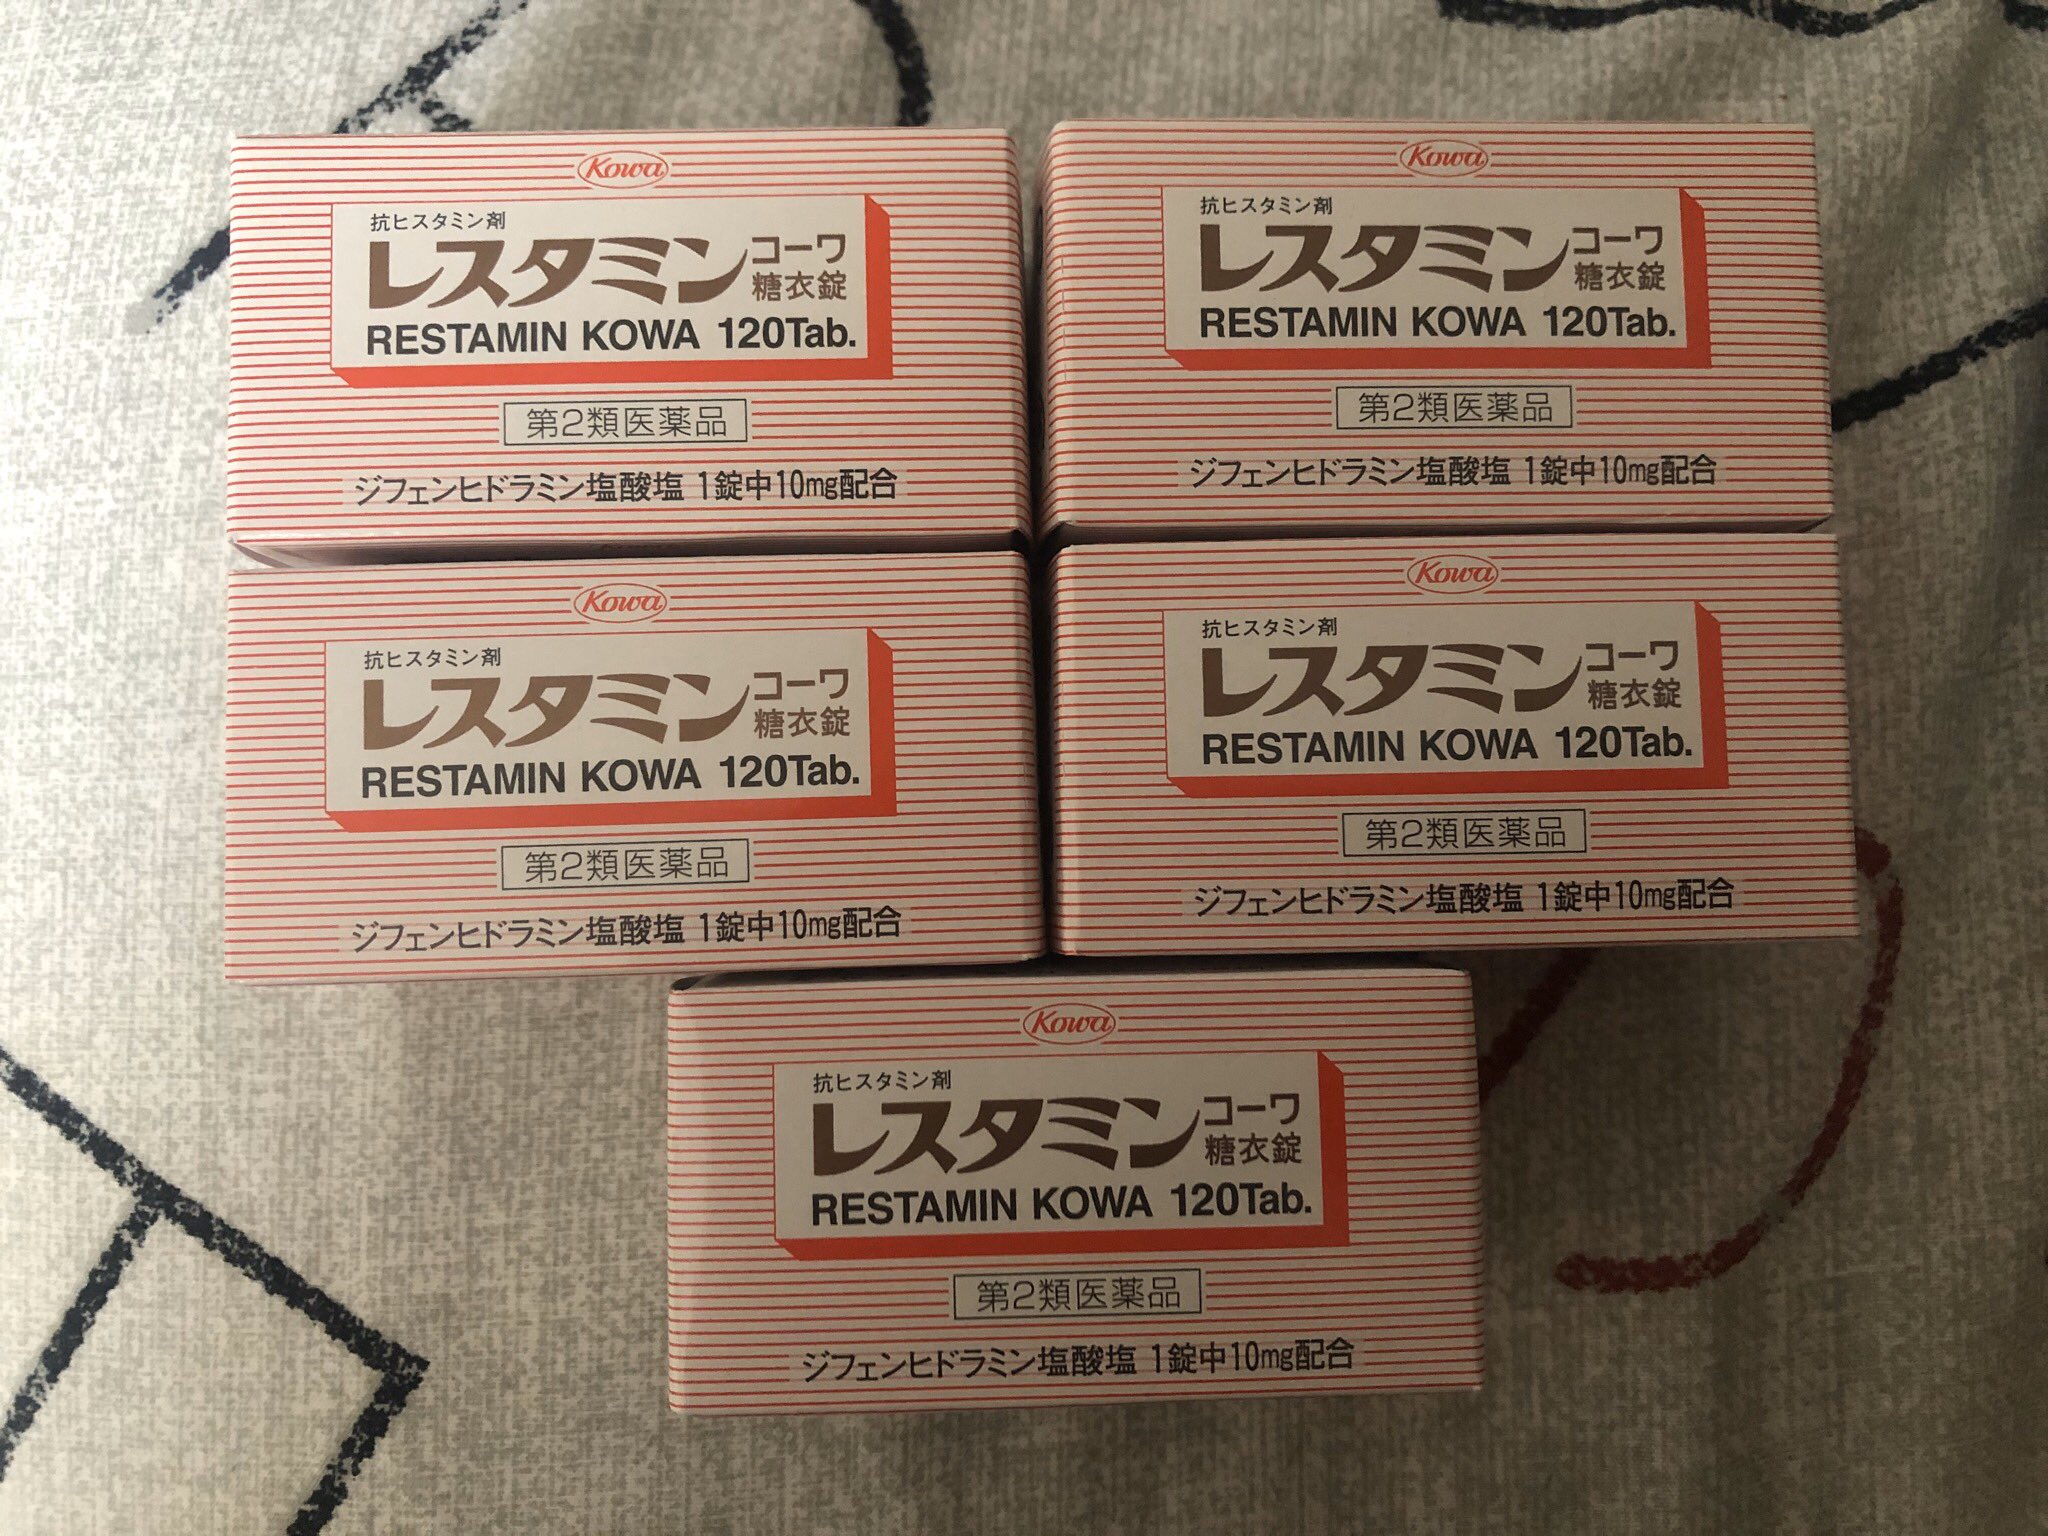 Kowa
抗ヒスタミン剤
レスタミンコーワ糖衣錠
RESTAMIN KOWA 120Tab.
第2類医薬品
ジフェンヒドラミン塩酸塩 1錠中10mg配合
Kowa
抗ヒスタミン剤
レスタミンコーワ糖衣錠
RESTAMIN KOWA 120Tab.
第2類医薬品
ジフェンヒドラミン塩酸塩 1錠中10mg配合
Kowa
抗ヒスタミン剤
レスタミンコーワ糖衣錠
RESTAMIN KOWA 120Tab.
第2類医薬品
ジフェンヒドラミン塩酸塩 1錠中10mg配合
Kowa
抗ヒスタミン剤
レスタミンコーワ糖衣錠
RESTAMIN KOWA 120Tab.
第2類医薬品
ジフェンヒドラミン塩酸塩 1錠中10mg配合
Kowa
抗ヒスタミン剤
レスタミンコーワ糖衣錠
RESTAMIN KOWA 120Tab.
第2類医薬品
ジフェンヒドラミン塩酸塩 1錠中10mg配合